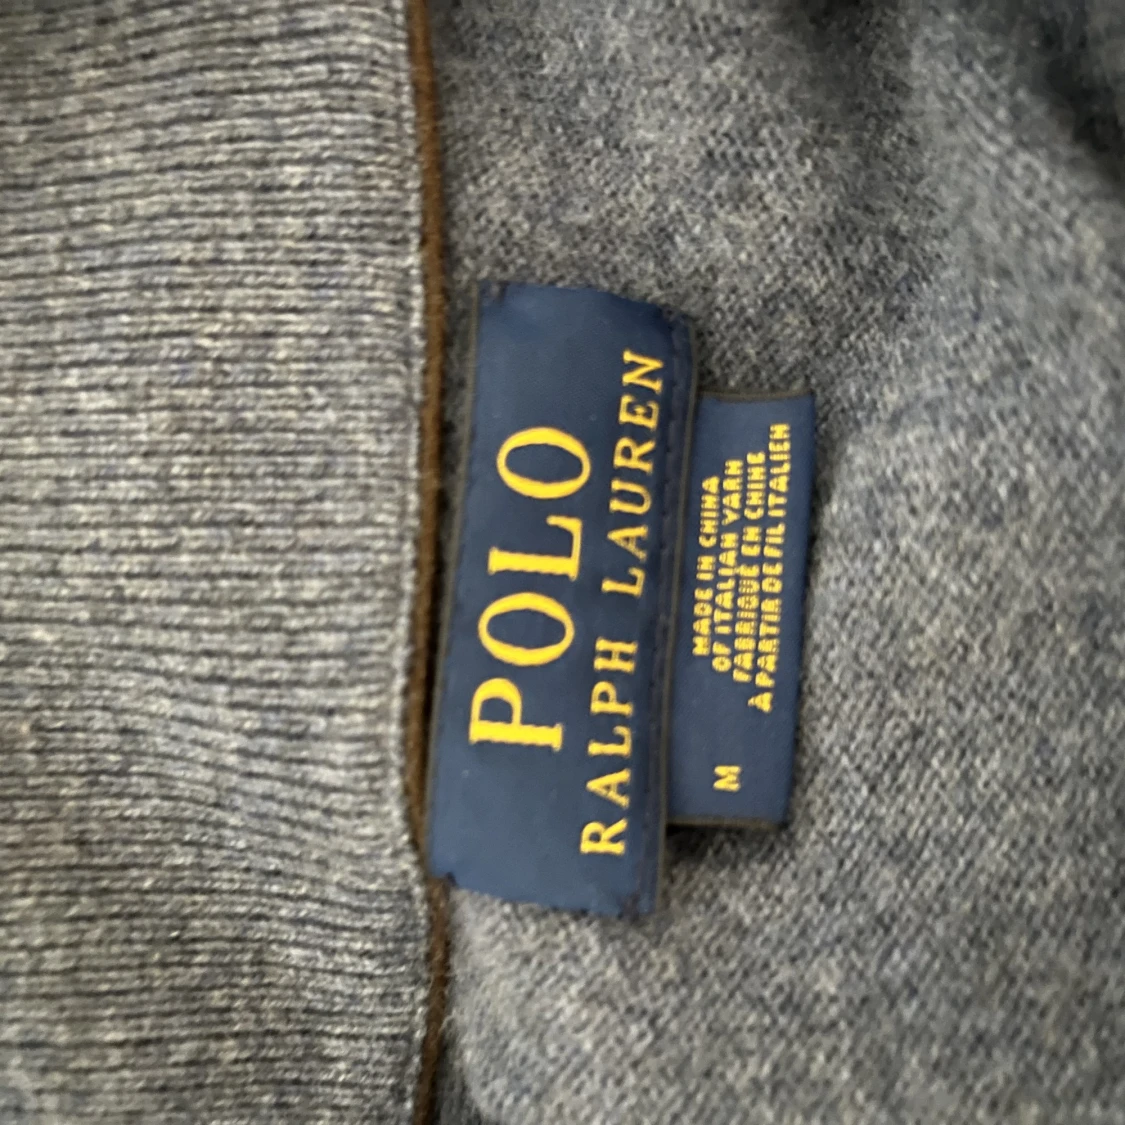 POLO
RALPH LAUREN
MADE IN CHINA
OF ITALIAN YARN
FABRIQUÉ EN CHINE
À PARTIR DE FIL ITALIEN
M